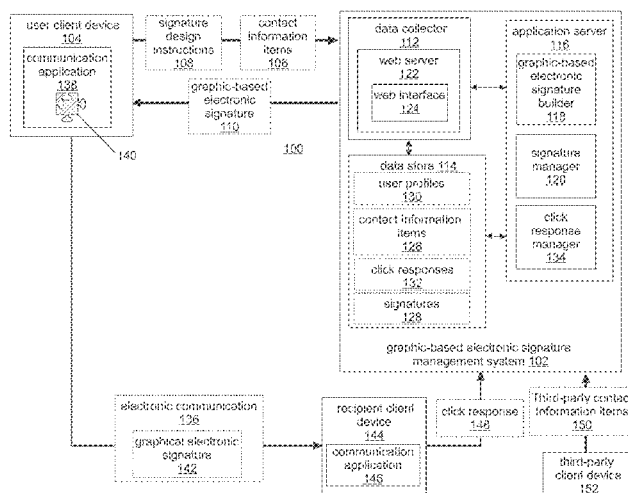 user client device
104
communication
application
138
140
signature
design
instructions
108
contact
information
items
106
graphic-based
electronic
signature
110
100
data collector
112
web server
122
web interface
124
application server
116
graphic-based
electronic
signature
builder
118
signature
manager
120
click
response
manager
134
data store 114
user profiles
130
contact information
items
126
click responses
132
signatures
128
graphic-based electronic signature
management system 102
electronic communication
136
graphical electronic
signature
142
recipient client
device
144
communication
application
146
click response
148
Third-party contact
Information items
150
third-party
client device
152